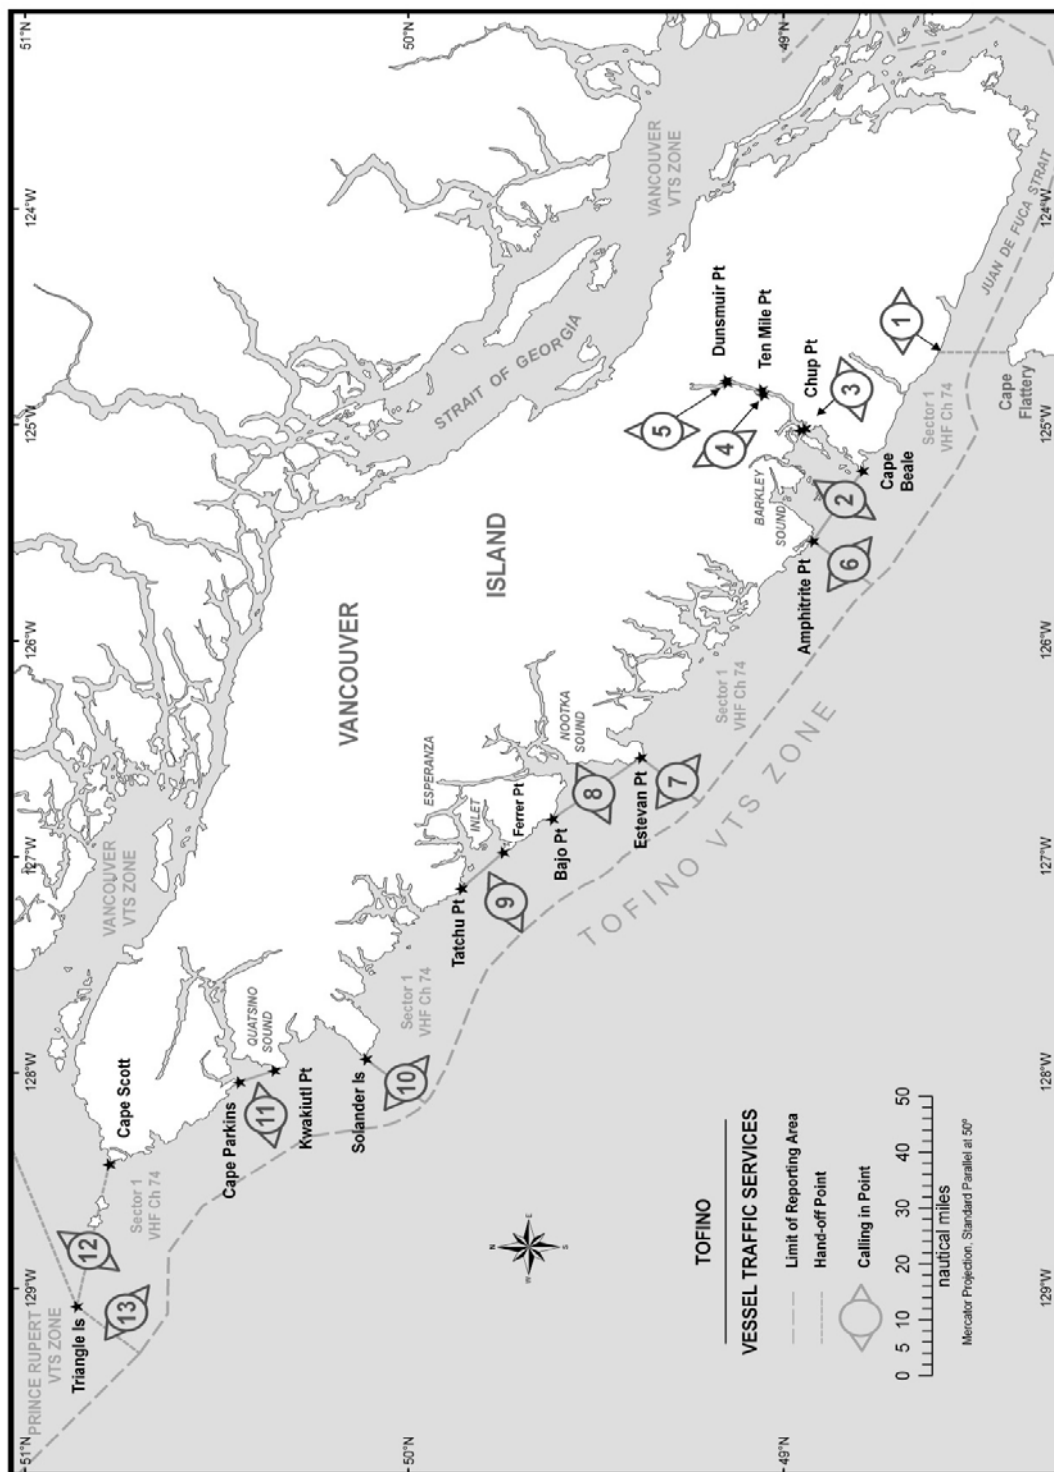 51°N
50°N
49°N
124°W
124°W
125°W
125°W
126°W
126°W
127°W
127°W
128°W
128°W
129°W
129°W
51°N
50°N
49°N
PRINCE RUPERT
VTS ZONE
Triangle Is
13
12
Cape Scott
Sector 1
VHF Ch 74
VANCOUVER
VTS ZONE
Cape Parkins
11
QUATSINO
SOUND
Kwakiutl Pt
Solander Is
10
Sector 1
VHF Ch 74
VANCOUVER
ISLAND
Tatchu Pt
9
ESPERANZA
INLET
Ferrer Pt
Bajo Pt
8
NOOTKA
SOUND
Estevan Pt
7
TOFINO VTS ZONE
Sector 1
VHF Ch 74
STRAIT OF GEORGIA
VANCOUVER
VTS ZONE
Amphitrite Pt
6
BARKLEY
SOUND
2
Cape
Beale
5
Dunsmuir Pt
4
Ten Mile Pt
3
Chup Pt
1
Sector 1
VHF Ch 74
Cape
Flattery
JUAN DE FUCA STRAIT
N
E
S
W
TOFINO
VESSEL TRAFFIC SERVICES
Limit of Reporting Area
Hand-off Point
Calling in Point
0 5 10 20 30 40 50
nautical miles
Mercator Projection, Standard Parallel at 50°